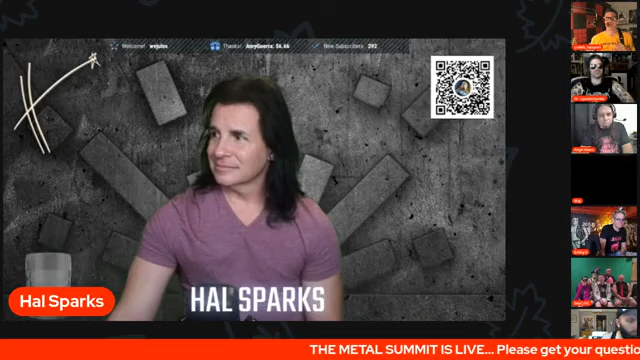 Welcome! wvjules
Thanks! AmyGuerra: $6.66
New Subscribers: 292
HAL SPARKS
Hal Sparks
THE METAL SUMMIT IS LIVE... Please get your questio